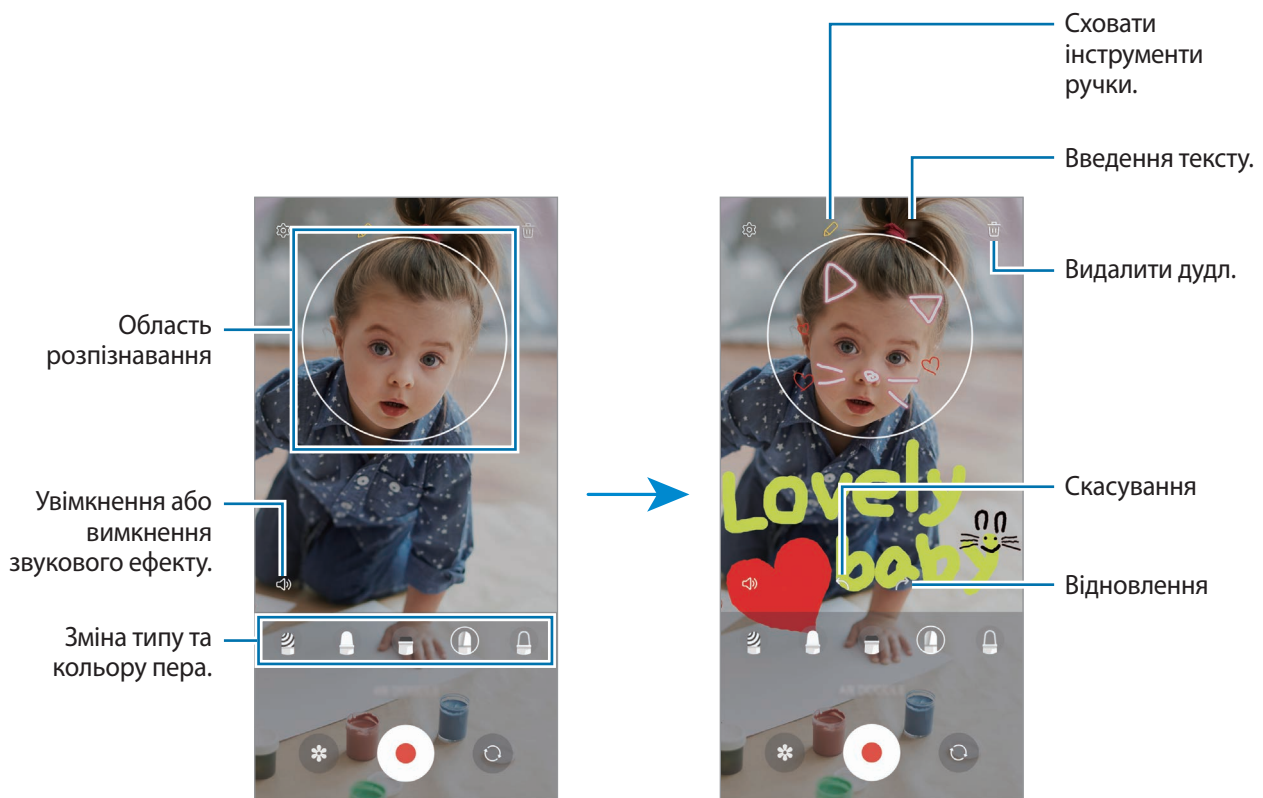 Сховати
інструменти
ручки.
Введення тексту.
Видалити дудл.
Область
розпізнавання
Увімкнення або
вимкнення
звукового ефекту.
Зміна типу та
кольору пера.
Lovely
baby
Скасування
Відновлення